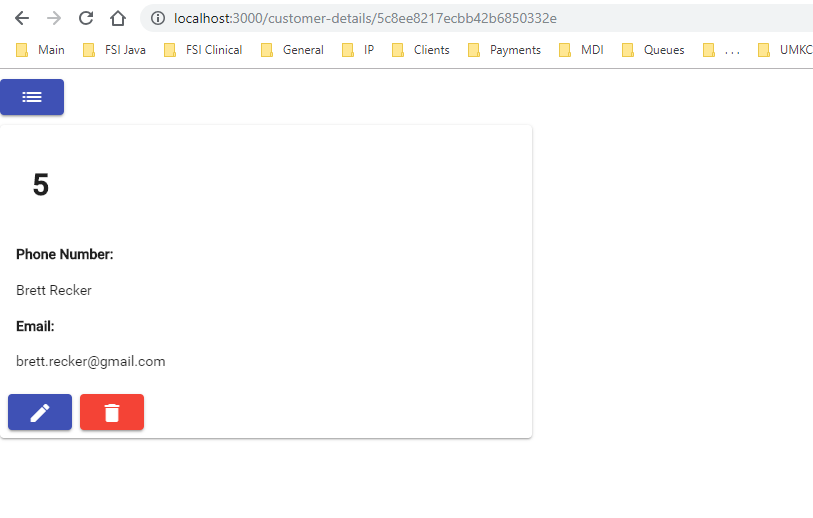 localhost:3000/customer-details/5c8ee8217ecbb42b6850332e
Main FSI Java FSI Clinical General IP Clients Payments MDI Queues ... UMKC
5
Phone Number:
Brett Recker
Email:
brett.recker@gmail.com